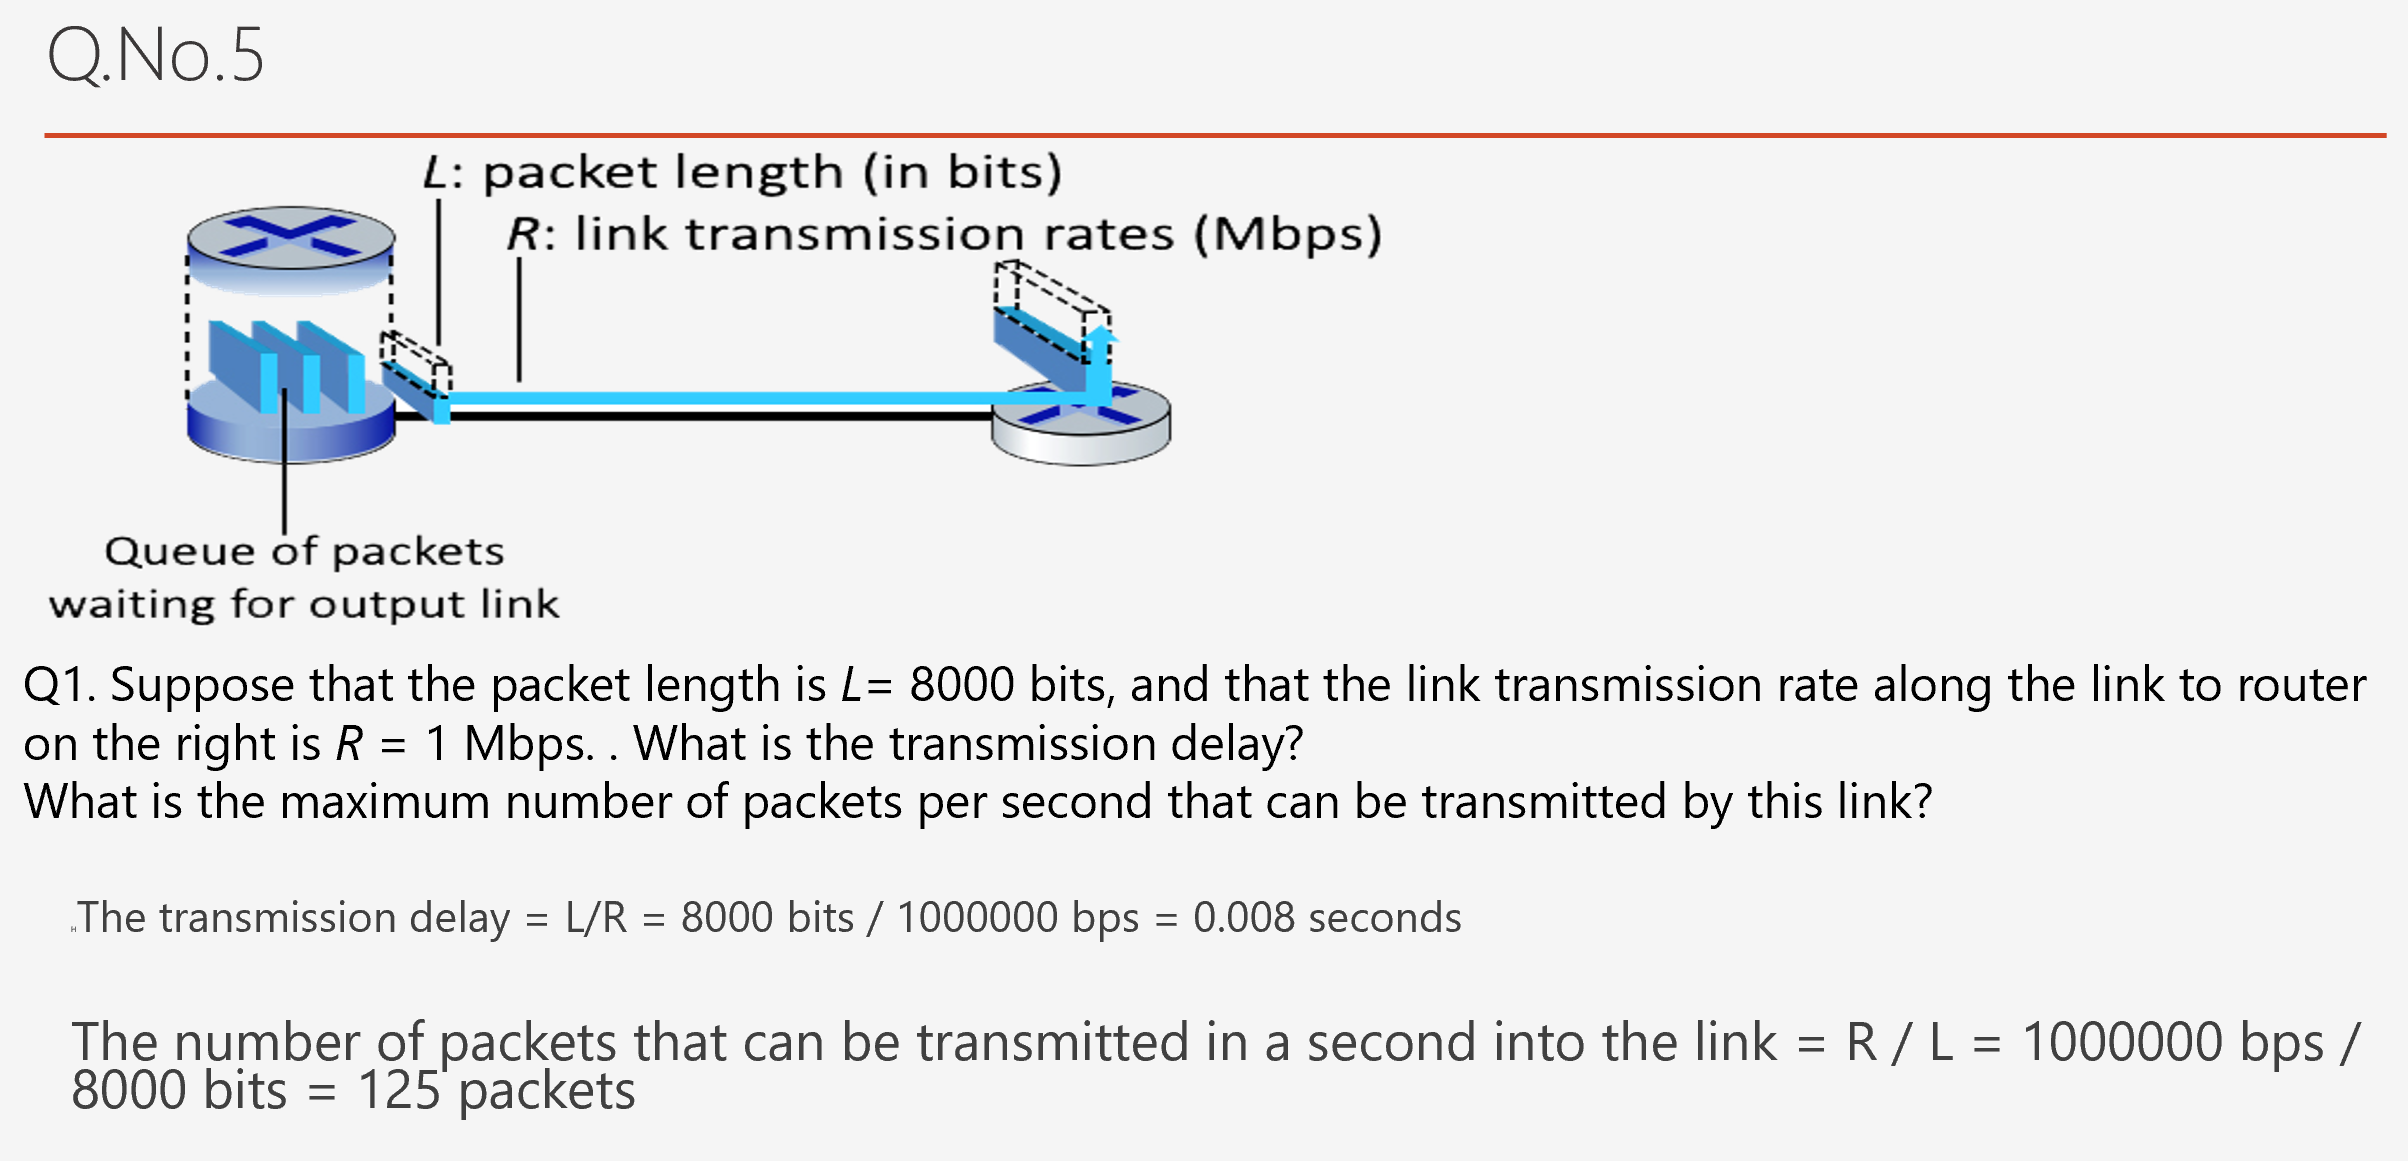 Q.No.5
L: packet length (in bits)
R: link transmission rates (Mbps)
Queue of packets
waiting for output link
Q1. Suppose that the packet length is L= 8000 bits, and that the link transmission rate along the link to router
on the right is R = 1 Mbps. . What is the transmission delay?
What is the maximum number of packets per second that can be transmitted by this link?
The transmission delay = L/R = 8000 bits / 1000000 bps = 0.008 seconds
The number of packets that can be transmitted in a second into the link = R / L = 1000000 bps /
8000 bits = 125 packets